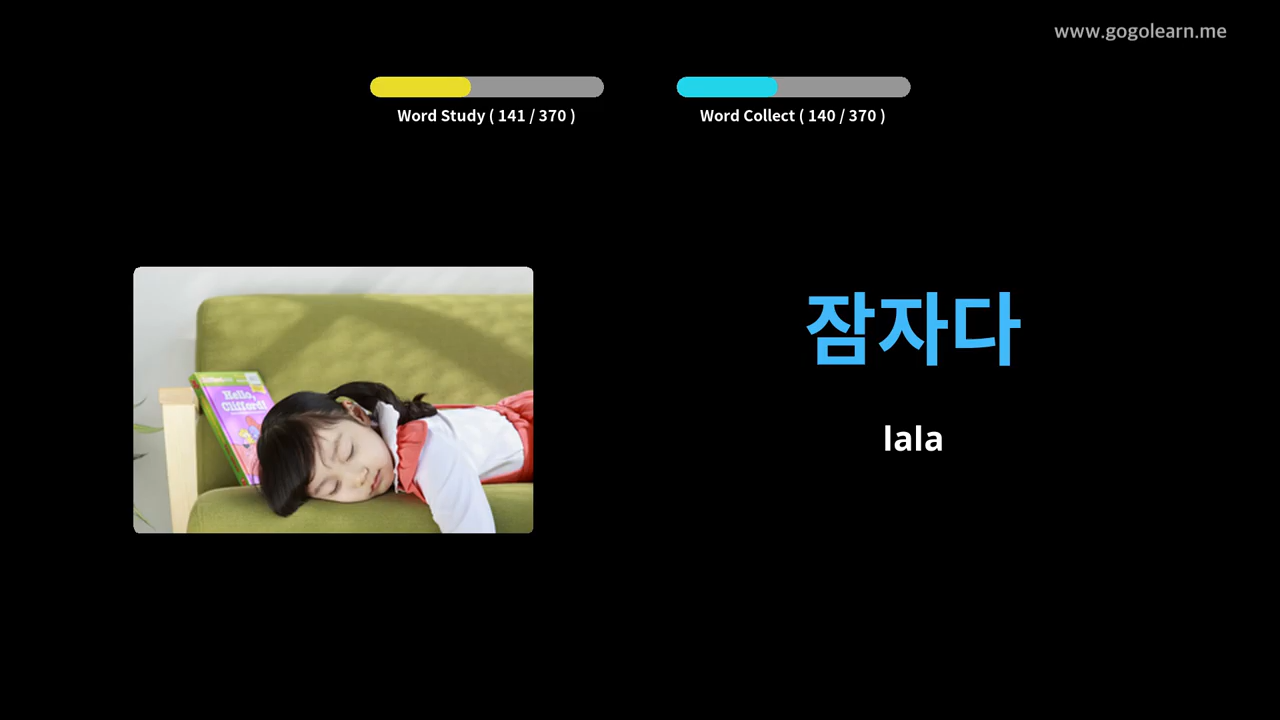 www.gogolearn.me
Word Study ( 141 / 370 )
Word Collect ( 140 / 370 )
잠자다
lala
Hello,
Clifford!